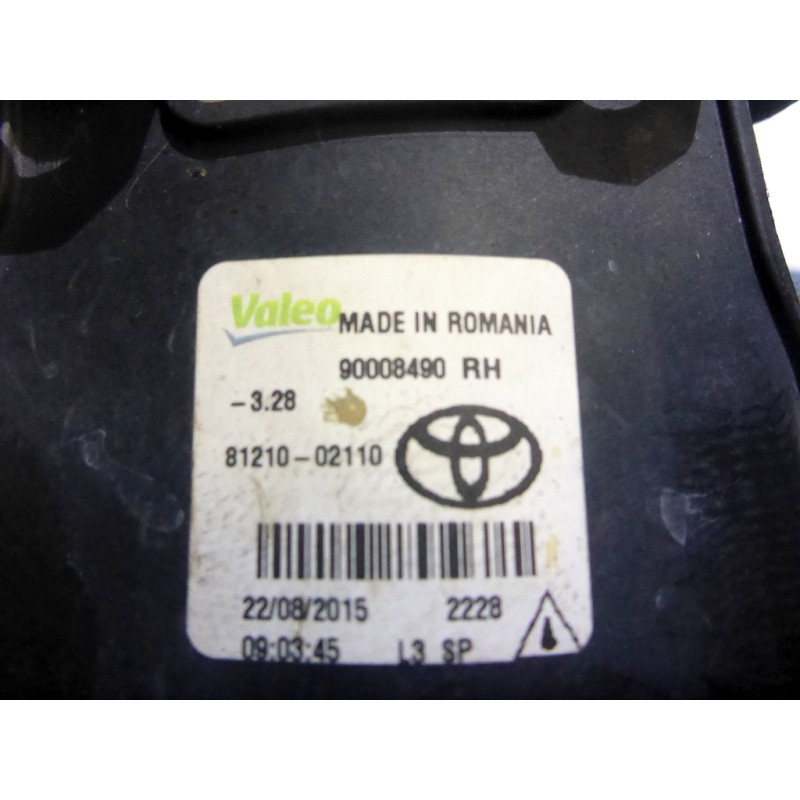 Valeo MADE IN ROMANIA
90008490 RH
-3.28
81210-02110
22/08/2015 2228
09:03:45 L3 SP